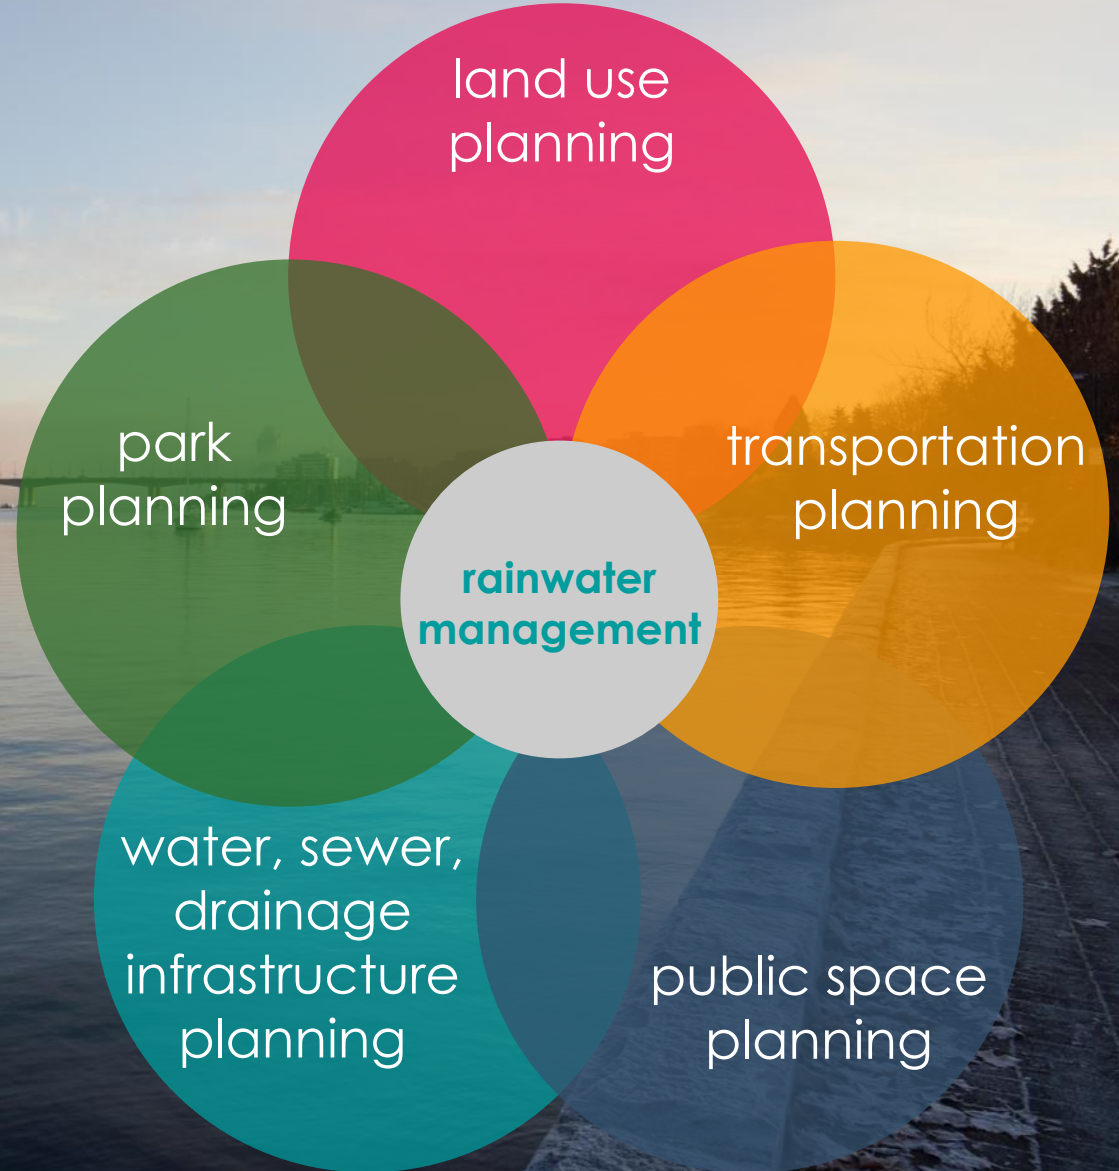 land use
planning
park
planning
transportation
planning
rainwater
management
water, sewer,
drainage
infrastructure
planning
public space
planning